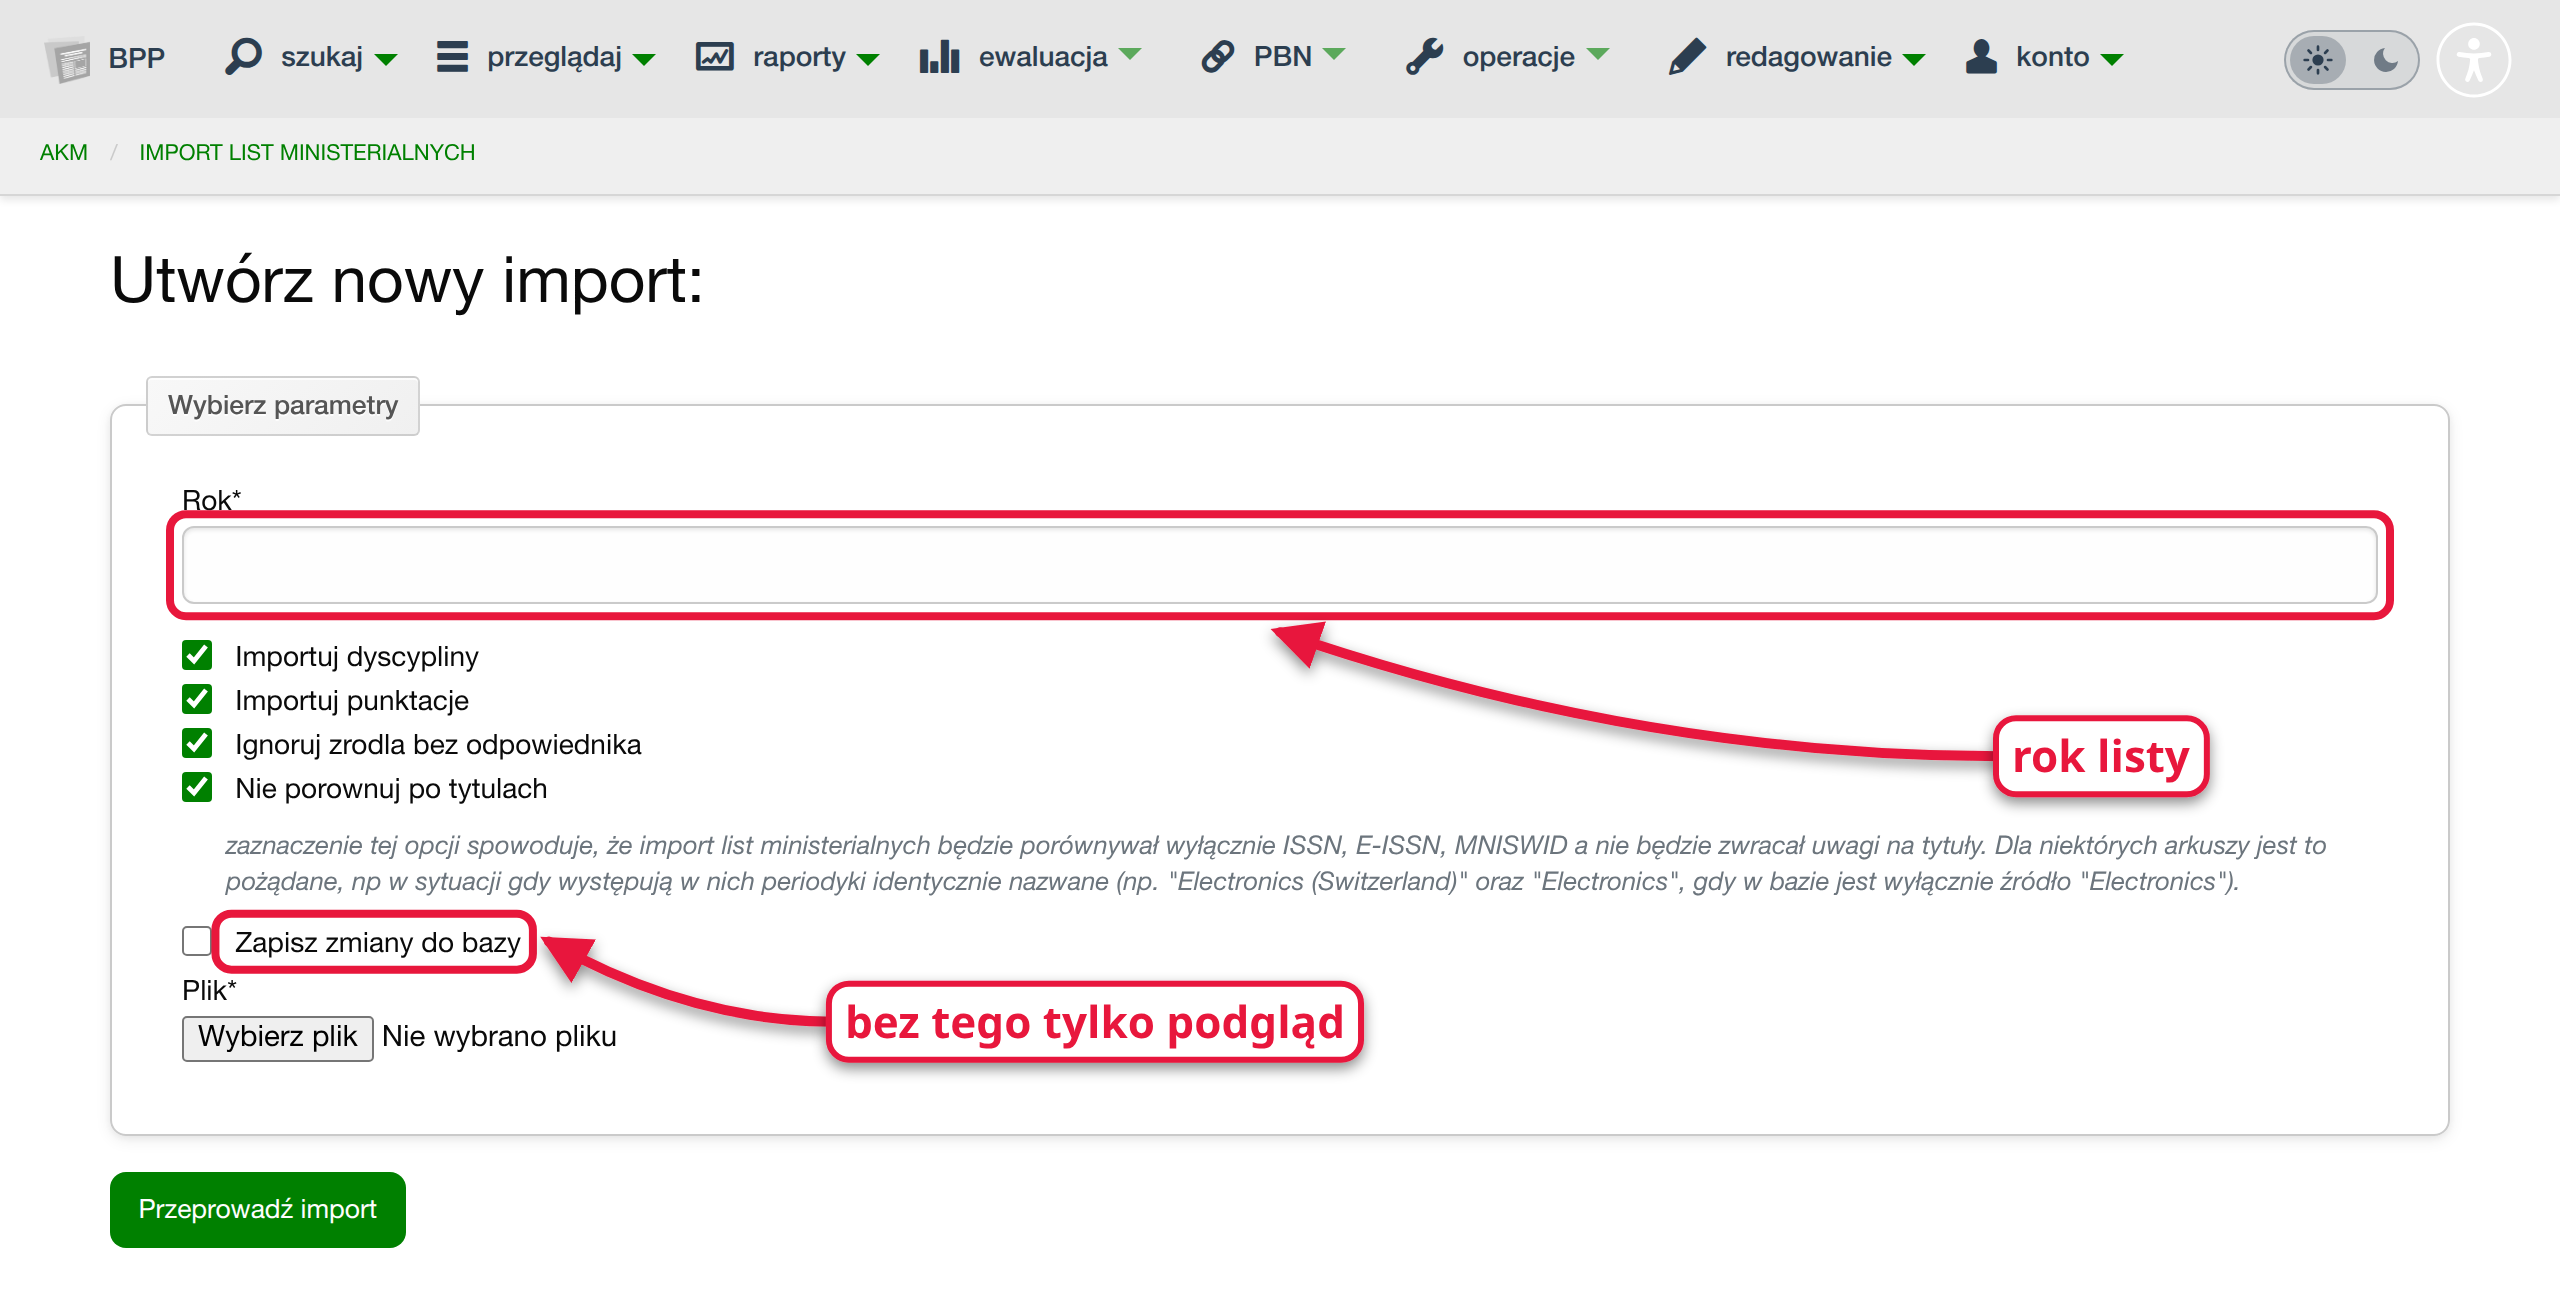 BPP szukaj przeglądaj raporty ewaluacja PBN operacje redagowanie konto
AKM / IMPORT LIST MINISTERIALNYCH
Utwórz nowy import:
Wybierz parametry
Rok*
Importuj dyscypliny
Importuj punktacje
Ignoruj zrodla bez odpowiednika
rok listy
Nie porownuj po tytulach
zaznaczenie tej opcji spowoduje, że import list ministerialnych będzie porównywał wyłącznie ISSN, E-ISSN, MNISWID a nie będzie zwracał uwagi na tytuły. Dla niektórych arkuszy jest to
pożądane, np w sytuacji gdy występują w nich periodyki identycznie nazwane (np. "Electronics (Switzerland)" oraz "Electronics", gdy w bazie jest wyłącznie źródło "Electronics").
Zapisz zmiany do bazy
Plik*
bez tego tylko podgląd
Wybierz plik Nie wybrano pliku
Przeprowadź import